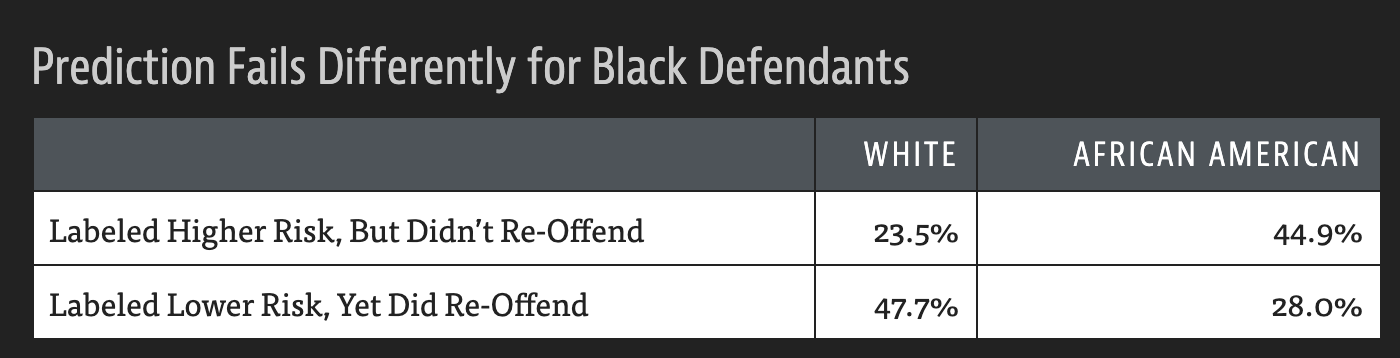 Prediction Fails Differently for Black Defendants
WHITE AFRICAN AMERICAN
Labeled Higher Risk, But Didn’t Re-Offend 23.5% 44.9%
Labeled Lower Risk, Yet Did Re-Offend 47.7% 28.0%